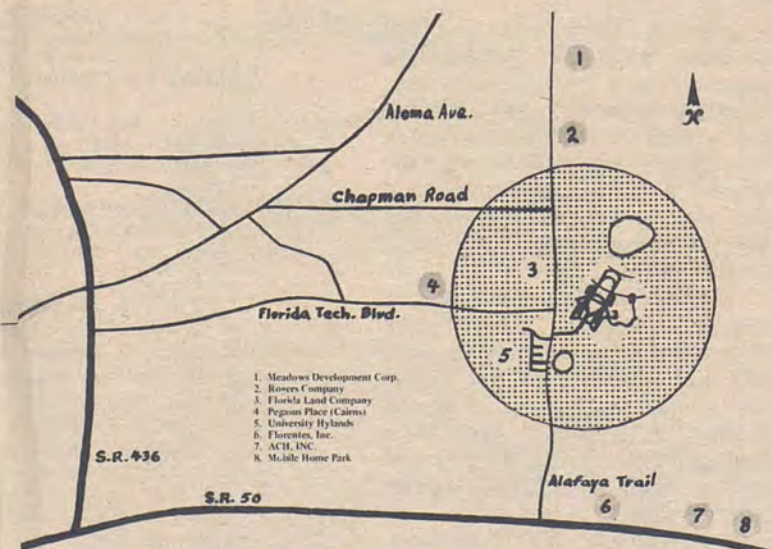 1
N
Aloma Ave.
2
Chapman Road
3
4
Florida Tech. Blvd.
5
1. Meadows Development Corp.
2. Rogers Company
3. Florida Land Company
4 Pegasus Place (Cairns)
5. University Hylands
6. Florentes, Inc.
7. ACH, INC.
8. Mobile Home Park
S.R. 436
Alafaya Trail
S.R. 50
6
7
8